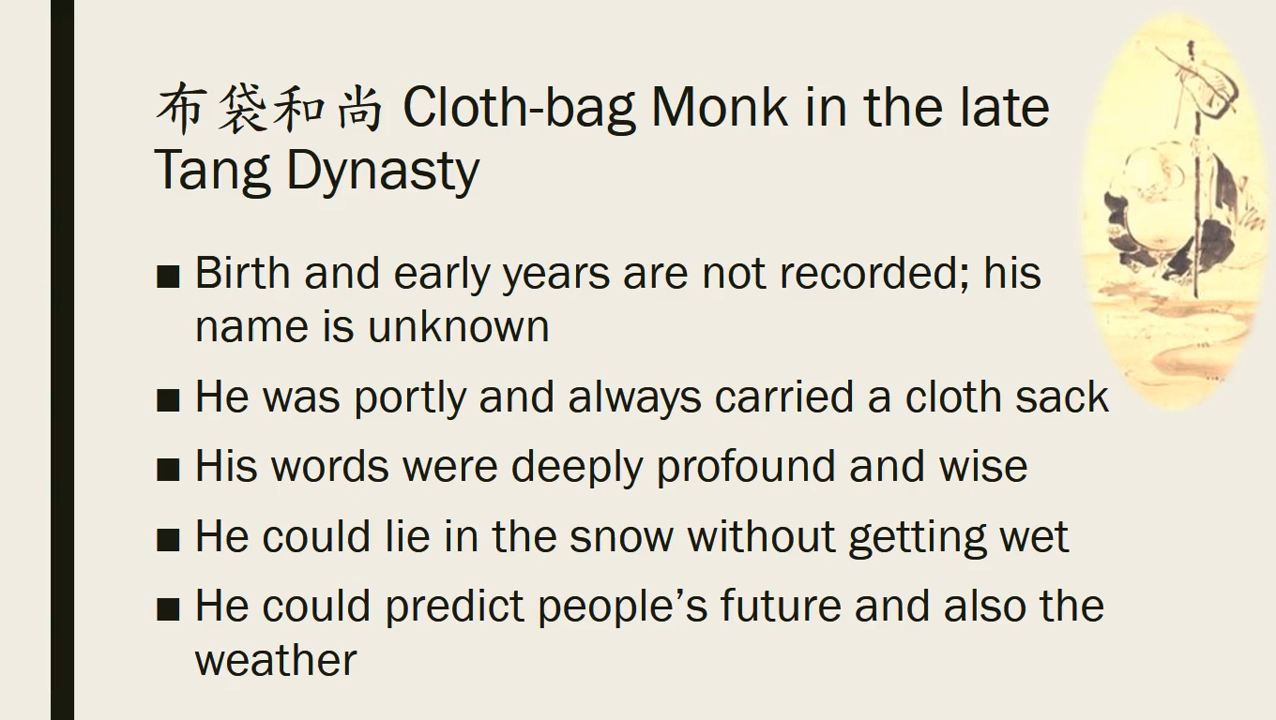 布袋和尚 Cloth-bag Monk in the late
Tang Dynasty
■ Birth and early years are not recorded; his
name is unknown
■ He was portly and always carried a cloth sack
■ His words were deeply profound and wise
■ He could lie in the snow without getting wet
■ He could predict people’s future and also the
weather